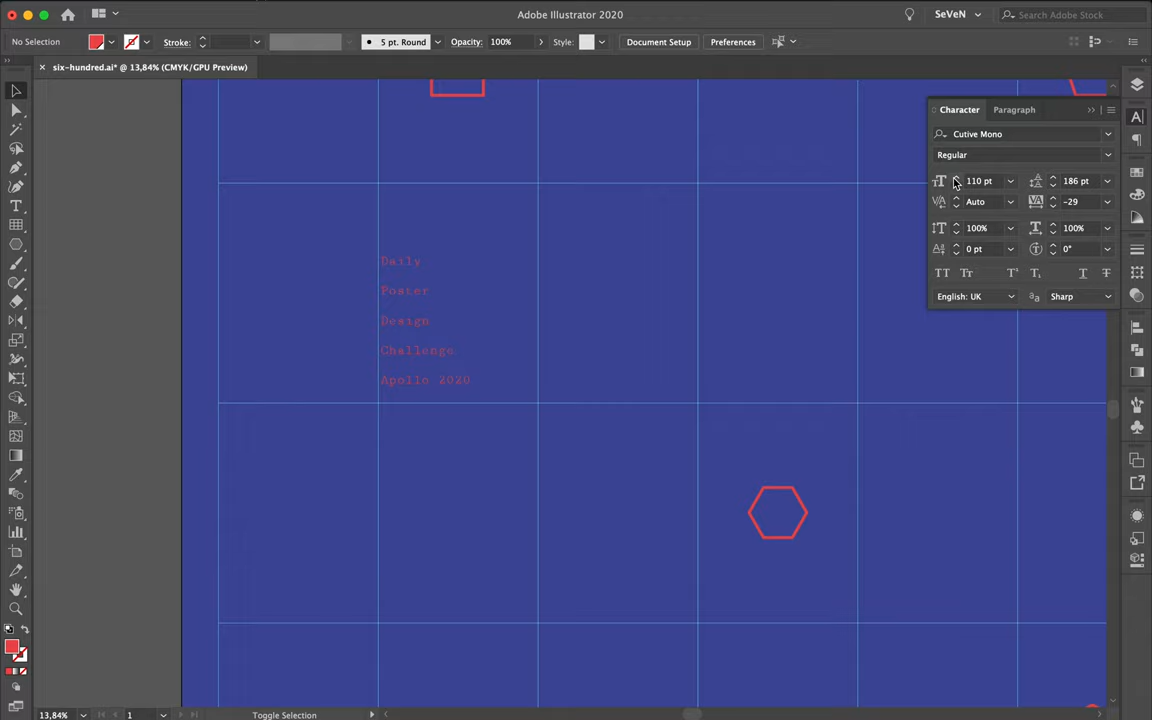 Adobe Illustrator 2020
SeVeN
Search Adobe Stock
No Selection
Stroke:
5 pt. Round
Opacity:
100%
Style:
Document Setup
Preferences
× six-hundred.ai* @ 13,84% (CMYK/GPU Preview)
Character
Paragraph
Cutive Mono
Regular
110 pt
186 pt
Auto
-29
100%
100%
0 pt
0°
English: UK
Sharp
Daily
Poster
Design
Challenge
Apollo 2020
13,84%
1
Toggle Selection